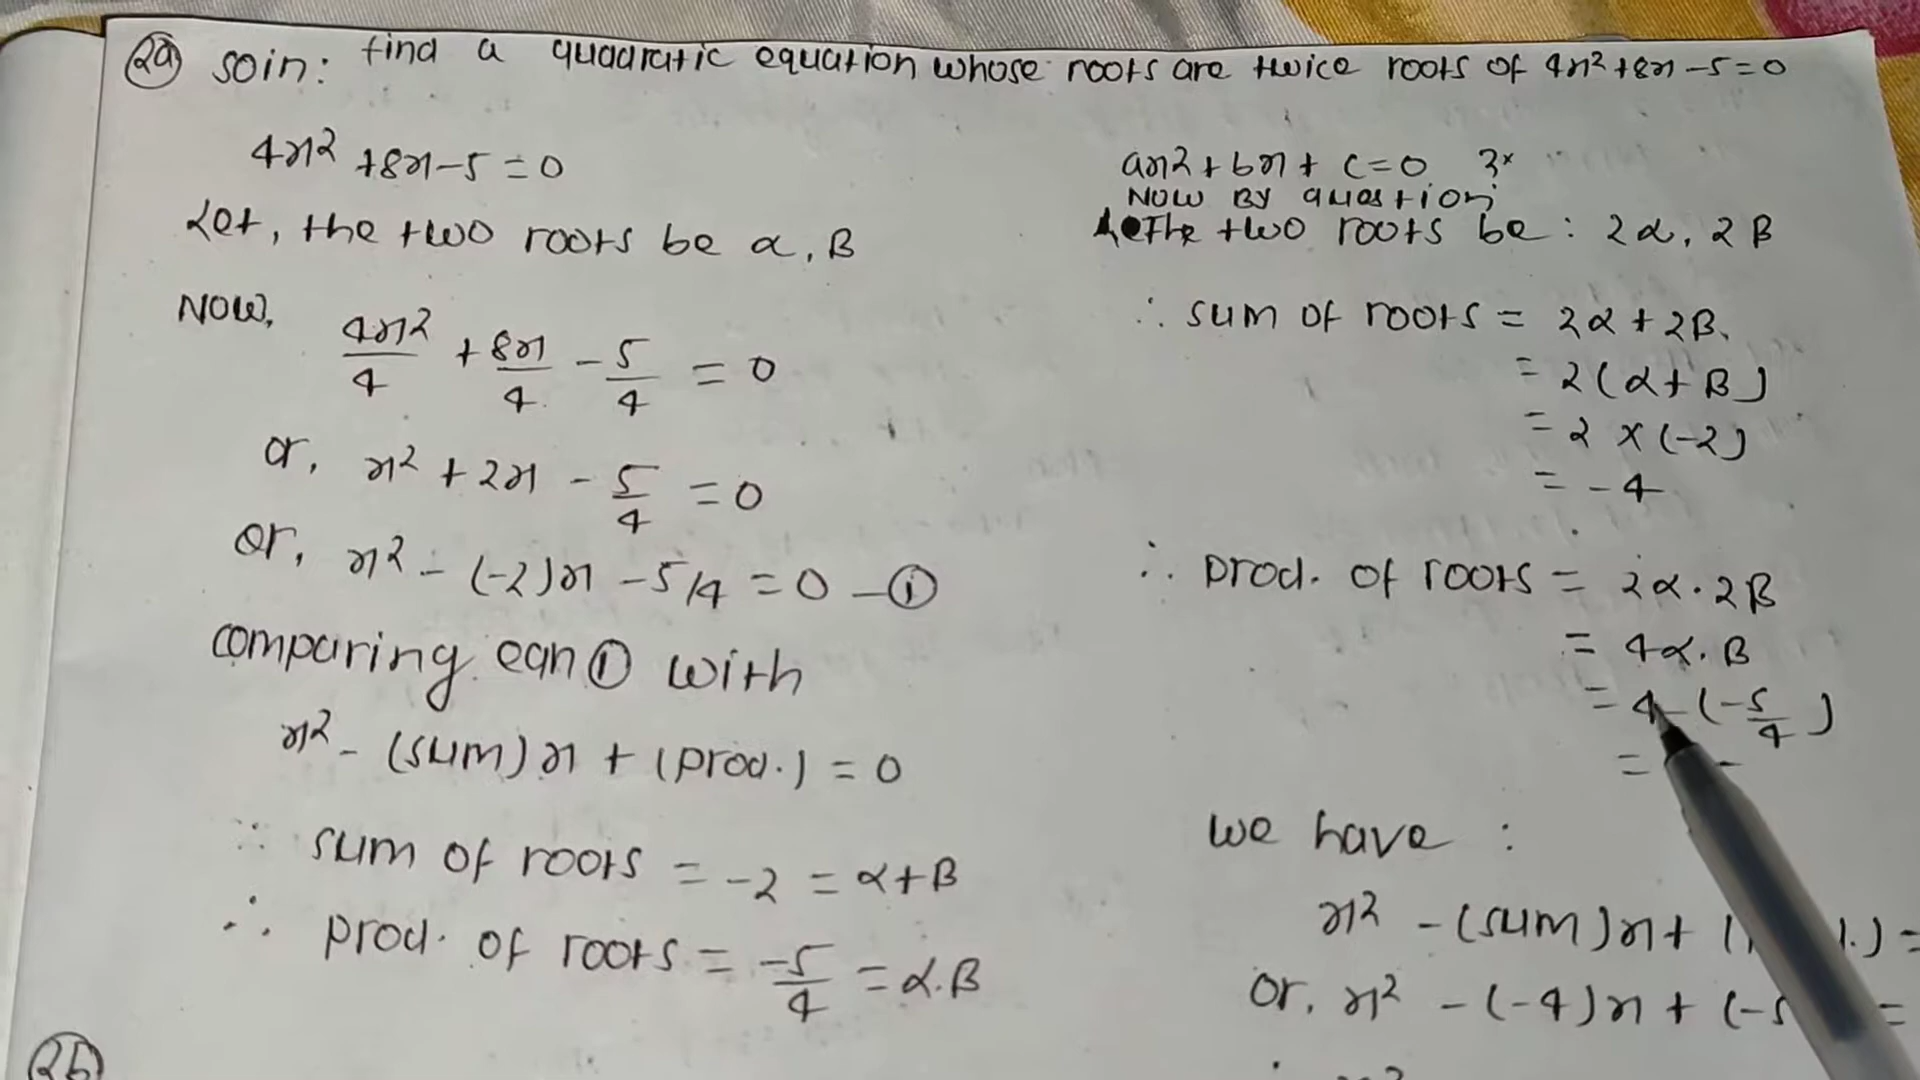 2a) soln: find a quadratic equation whose roots are twice roots of 4x² + 8x - 5 = 0
4x² + 8x - 5 = 0
Let, the two roots be α, β
Now,
4x²/4 + 8x/4 - 5/4 = 0
or, x² + 2x - 5/4 = 0
or, x² - (-2)x - 5/4 = 0 - ①
comparing eqn ① with
x² - (sum)x + (prod.) = 0
∴ sum of roots = -2 = α + β
∴ prod. of roots = -5/4 = α.β
2b
ax² + bx + c = 0
Now By question,
The two roots be : 2α, 2β
∴ sum of roots = 2α + 2β
= 2(α + β)
= 2 × (-2)
= -4
∴ prod. of roots = 2α . 2β
= 4α.β
= 4 (-5/4)
=
we have :
x² - (sum)x + ( .) =
or, x² - (-4)x + (-5 =